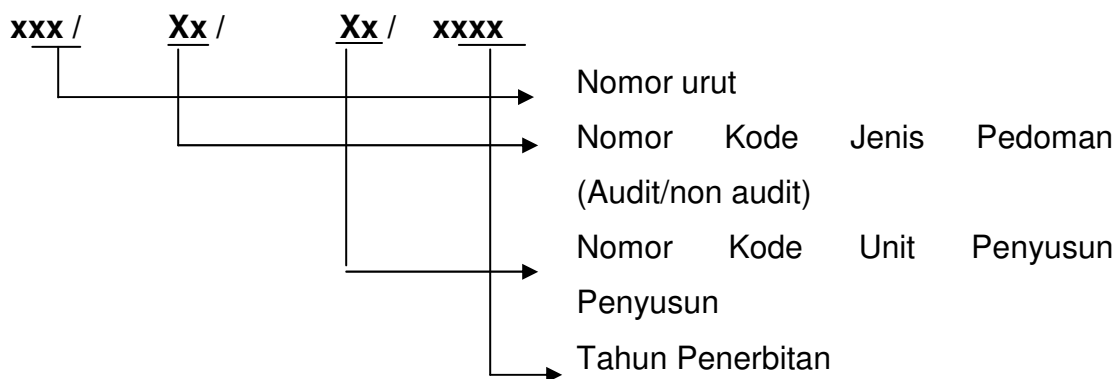 xxx / Xx / Xx / xxxx
Nomor urut
Nomor Kode Jenis Pedoman
(Audit/non audit)
Nomor Kode Unit Penyusun
Penyusun
Tahun Penerbitan